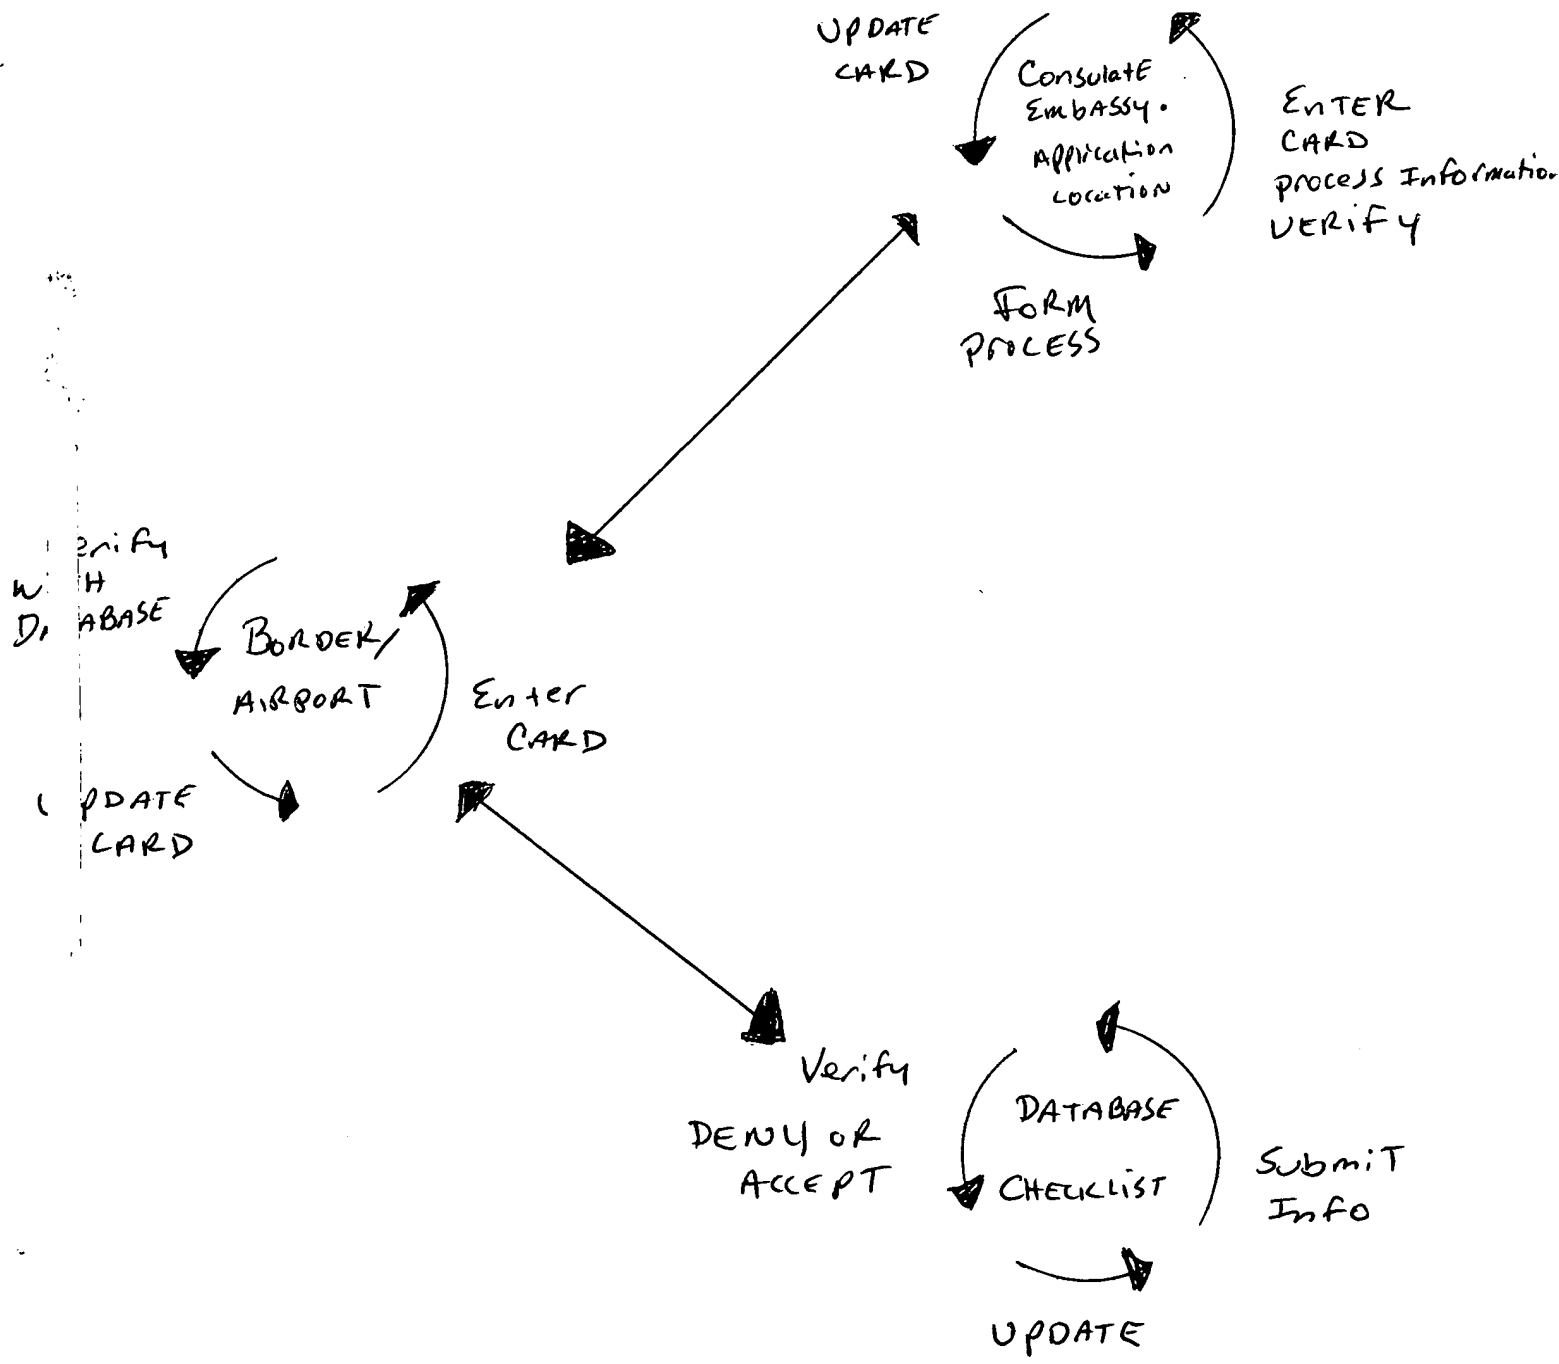 UPDATE
CARD
Consulate
Embassy.
Application
Location
ENTER
CARD
process Information
VERIFY
FORM
PROCESS
erify
H
ABASE
BORDER/
AIRPORT
Enter
CARD
PDATE
CARD
Verify
DENY OR
ACCEPT
DATABASE
CHECKLIST
Submit
Info
UPDATE